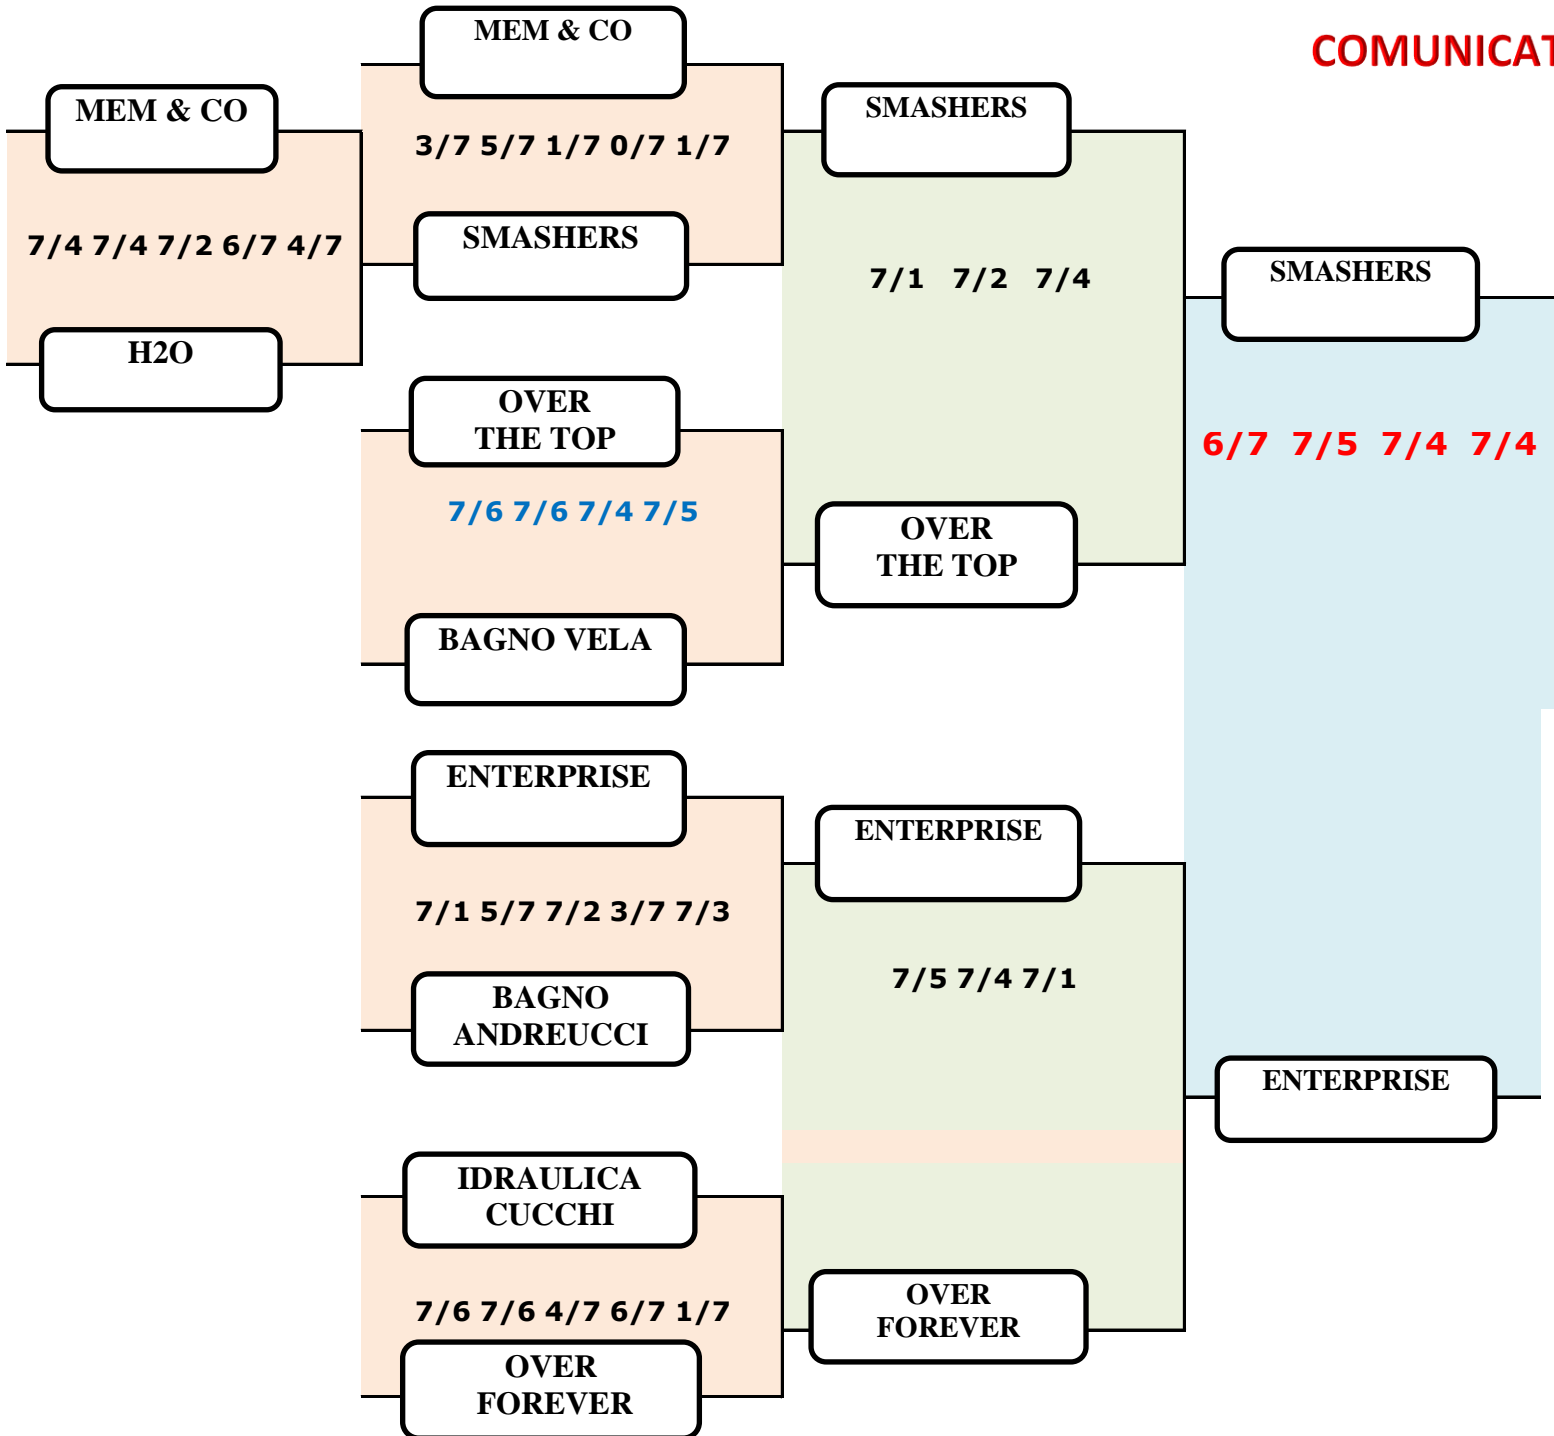 COMUNICAT
MEM & CO
7/4 7/4 7/2 6/7 4/7
H2O
MEM & CO
3/7 5/7 1/7 0/7 1/7
SMASHERS
OVER
THE TOP
7/6 7/6 7/4 7/5
BAGNO VELA
ENTERPRISE
7/1 5/7 7/2 3/7 7/3
BAGNO
ANDREUCCI
IDRAULICA
CUCCHI
7/6 7/6 4/7 6/7 1/7
OVER
FOREVER
SMASHERS
7/1 7/2 7/4
OVER
THE TOP
ENTERPRISE
7/5 7/4 7/1
OVER
FOREVER
SMASHERS
6/7 7/5 7/4 7/4
ENTERPRISE